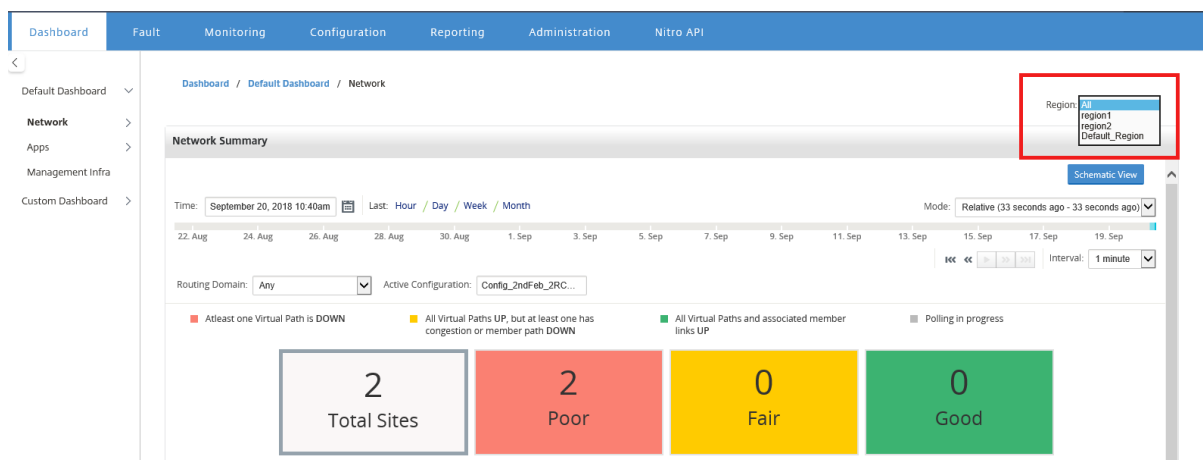 Dashboard Fault Monitoring Configuration Reporting Administration Nitro API
Default Dashboard
Network
Apps
Management Infra
Custom Dashboard
Dashboard / Default Dashboard / Network
Region: All
region1
region2
Default_Region
Network Summary
Schematic View
Time: September 20, 2018 10:40am Last: Hour / Day / Week / Month Mode: Relative (33 seconds ago - 33 seconds ago)
22. Aug 24. Aug 26. Aug 28. Aug 30. Aug 1. Sep 3. Sep 5. Sep 7. Sep 9. Sep 11. Sep 13. Sep 15. Sep 17. Sep 19. Sep
Interval: 1 minute
Routing Domain: Any Active Configuration: Config_2ndFeb_2RC...
Atleast one Virtual Path is DOWN
All Virtual Paths UP, but at least one has
congestion or member path DOWN
All Virtual Paths and associated member
links UP
Polling in progress
2
Total Sites
2
Poor
0
Fair
0
Good